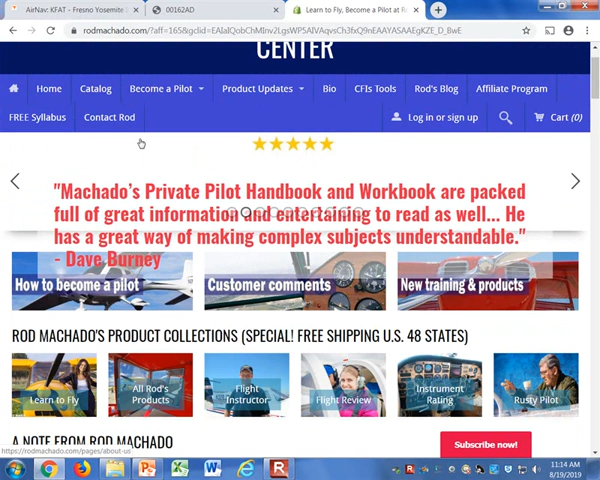 AirNav: KFAT - Fresno Yosemite
00162AD
Learn to Fly, Become a Pilot at R
CENTER
Home
Catalog
Become a Pilot
Product Updates
Bio
CFIs Tools
Rod's Blog
Affiliate Program
FREE Syllabus
Contact Rod
Log in or sign up
Cart (0)
"Machado's Private Pilot Handbook and Workbook are packed
full of great information and entertaining to read as well... He
has a great way of making complex subjects understandable."
- Dave Burney
How to become a pilot
Customer comments
New training & products
ROD MACHADO'S PRODUCT COLLECTIONS (SPECIAL! FREE SHIPPING U.S. 48 STATES)
Learn to Fly
All Rod's
Products
Flight
Instructor
Flight Review
Instrument
Rating
Rusty Pilot
A NOTE FROM ROD MACHADO
Subscribe now!
https://rodmachado.com/pages/about-us
11:14 AM
8/19/2019